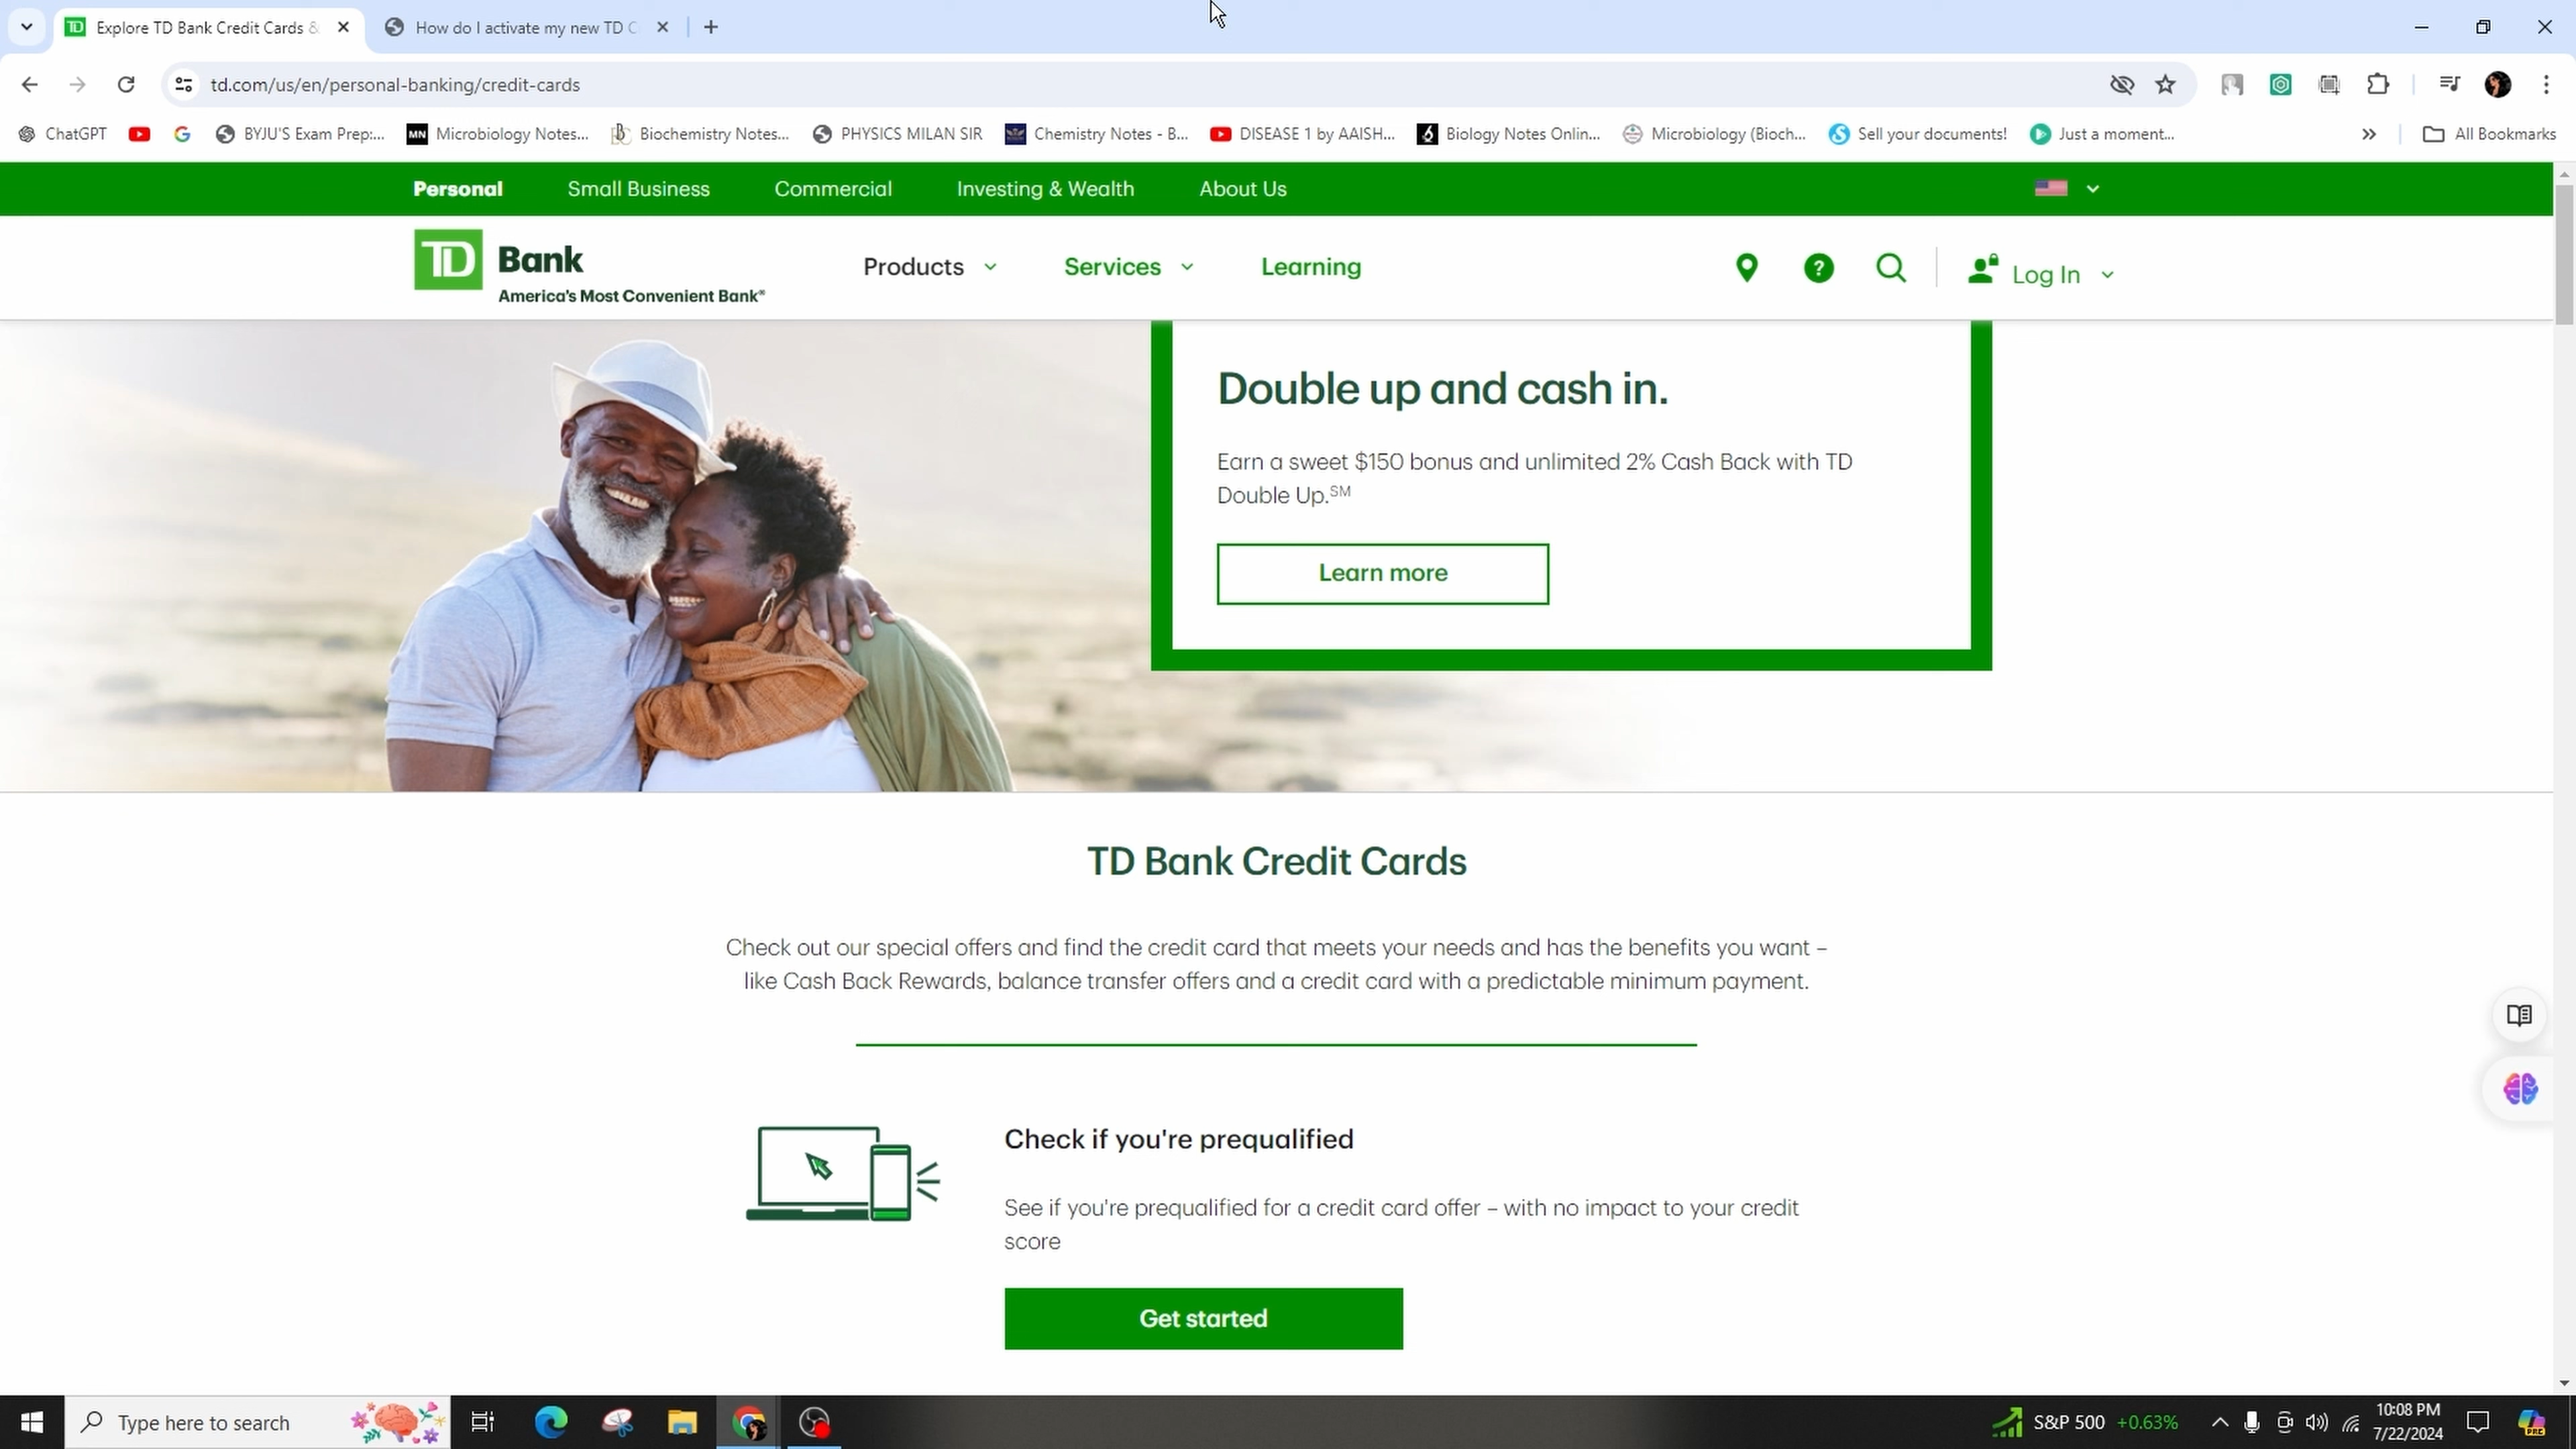 Explore TD Bank Credit Cards &
How do I activate my new TD C
td.com/us/en/personal-banking/credit-cards
ChatGPT
BYJU'S Exam Prep:...
MN
Microbiology Notes...
Biochemistry Notes...
PHYSICS MILAN SIR
Chemistry Notes - B...
DISEASE 1 by AAISH...
Biology Notes Onlin...
Microbiology (Bioch...
Sell your documents!
Just a moment...
All Bookmarks
Personal
Small Business
Commercial
Investing & Wealth
About Us
TD Bank
America's Most Convenient Bank®
Products
Services
Learning
Log In
Double up and cash in.
Earn a sweet $150 bonus and unlimited 2% Cash Back with TD
Double Up.SM
Learn more
TD Bank Credit Cards
Check out our special offers and find the credit card that meets your needs and has the benefits you want –
like Cash Back Rewards, balance transfer offers and a credit card with a predictable minimum payment.
Check if you're prequalified
See if you're prequalified for a credit card offer – with no impact to your credit
score
Get started
Type here to search
S&P 500 +0.63%
10:08 PM
7/22/2024